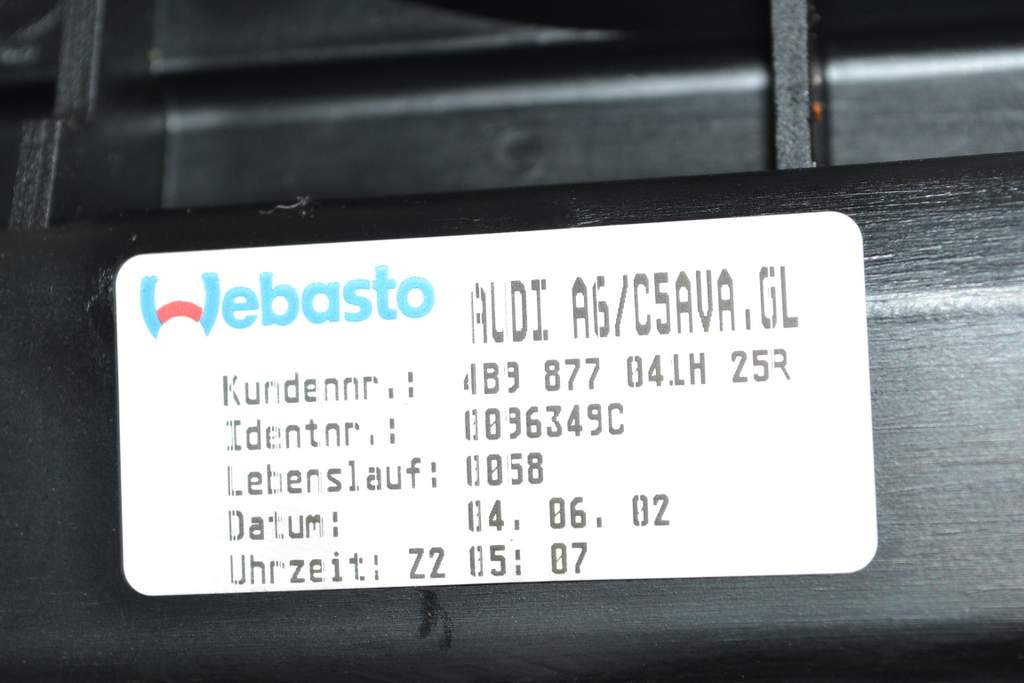 Webasto AUDI A6/C5AVA.GL
Kundennr.: 4B9 877 041H 25R
Identnr.: 0096349C
Lebenslauf: 0058
Datum: 04. 06. 02
Uhrzeit: Z2 05: 07